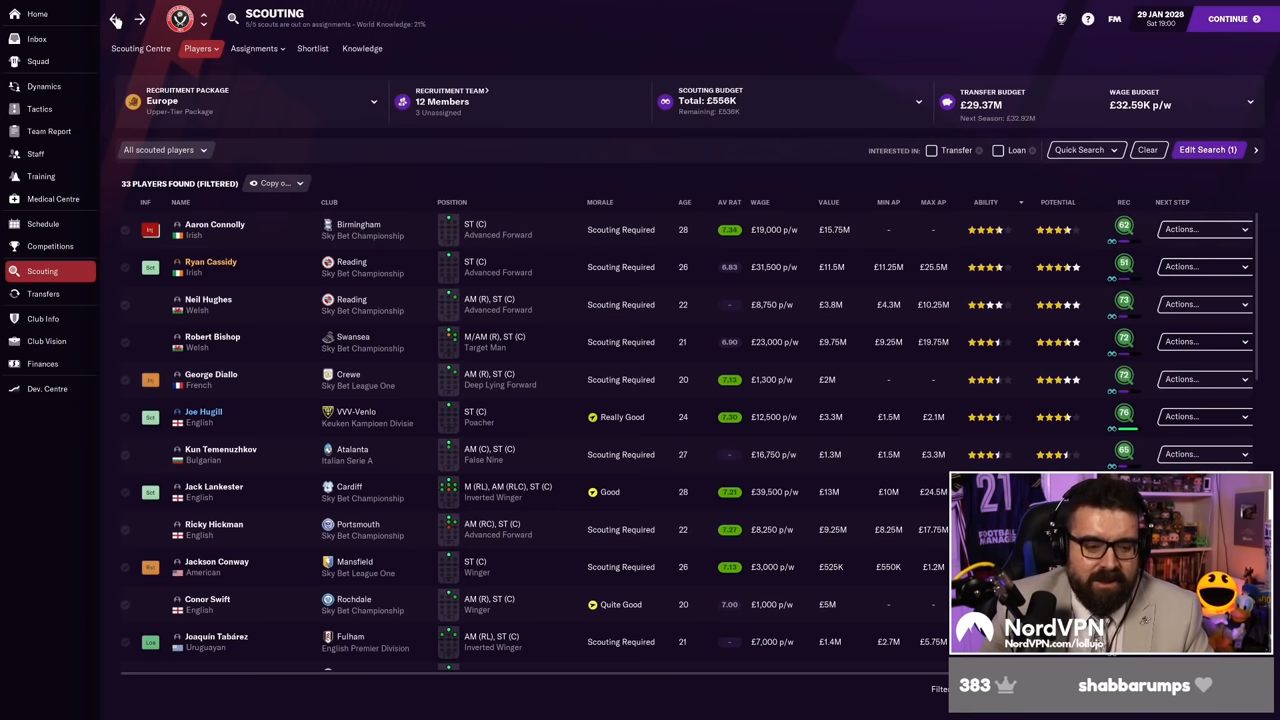 Home
Inbox
Squad
Dynamics
Tactics
Team Report
Staff
Training
Medical Centre
Schedule
Competitions
Scouting
Transfers
Club Info
Club Vision
Finances
Dev. Centre
SCOUTING
5/5 scouts are out on assignments - World Knowledge: 21%
FM
29 JAN 2028
Sat 19:00
CONTINUE
Scouting Centre Players Assignments Shortlist Knowledge
RECRUITMENT PACKAGE
Europe
Upper-Tier Package
RECRUITMENT TEAM
12 Members
3 Unassigned
SCOUTING BUDGET
Total: £556K
Remaining: £536K
TRANSFER BUDGET
£29.37M
Next Season: £32.92M
WAGE BUDGET
£32.59K p/w
All scouted players
INTERESTED IN: Transfer Loan Quick Search Clear Edit Search (1)
33 PLAYERS FOUND (FILTERED) Copy o...
INF NAME CLUB POSITION MORALE AGE AV RAT WAGE VALUE MIN AP MAX AP ABILITY POTENTIAL REC NEXT STEP
Inj Aaron Connolly Birmingham ST (C) Scouting Required 28 7.34 £19,000 p/w £15.75M - - 62 Actions...
Irish Sky Bet Championship Advanced Forward
Sct Ryan Cassidy Reading ST (C) Scouting Required 26 6.83 £31,500 p/w £11.5M £11.25M £25.5M 51 Actions...
Irish Sky Bet Championship Advanced Forward
Neil Hughes Reading AM (R), ST (C) Scouting Required 22 - £8,750 p/w £3.8M £4.3M £10.25M 73 Actions...
Welsh Sky Bet Championship Advanced Forward
Robert Bishop Swansea M/AM (R), ST (C) Scouting Required 21 6.90 £23,000 p/w £9.75M £9.25M £19.75M 72 Actions...
Welsh Sky Bet Championship Target Man
Inj George Diallo Crewe AM (R), ST (C) Scouting Required 20 7.13 £1,300 p/w £2M - - 72 Actions...
French Sky Bet League One Deep Lying Forward
Sct Joe Hugill VVV-Venlo ST (C) Really Good 24 7.30 £12,500 p/w £3.3M £1.5M £2.1M 76 Actions...
English Keuken Kampioen Divisie Poacher
Kun Temenuzhkov Atalanta AM (C), ST (C) Scouting Required 27 - £16,750 p/w £1.3M £1.5M £3.3M 65 Actions...
Bulgarian Italian Serie A False Nine
Sct Jack Lankester Cardiff M (RL), AM (RLC), ST (C) Good 28 7.21 £39,500 p/w £13M £10M £24.5M
English Sky Bet Championship Inverted Winger
Ricky Hickman Portsmouth AM (RC), ST (C) Scouting Required 22 7.27 £8,250 p/w £9.25M £8.25M £17.75M
English Sky Bet Championship Advanced Forward
Jackson Conway Mansfield ST (C) Scouting Required 26 7.13 £3,000 p/w £525K £550K £1.2M
American Sky Bet League One Winger
Conor Swift Rochdale AM (R), ST (C) Quite Good 20 7.00 £1,000 p/w £5M - -
English Sky Bet Championship Winger
Loa Joaquín Tabárez Fulham AM (RL), ST (C) Scouting Required 21 - £7,000 p/w £1.4M £2.7M £5.75M
Uruguayan English Premier Division Inverted Winger
21
FOOTBALL
MANAGER
NordVPN
NordVPN.com/lollujo
383 shabbarumps